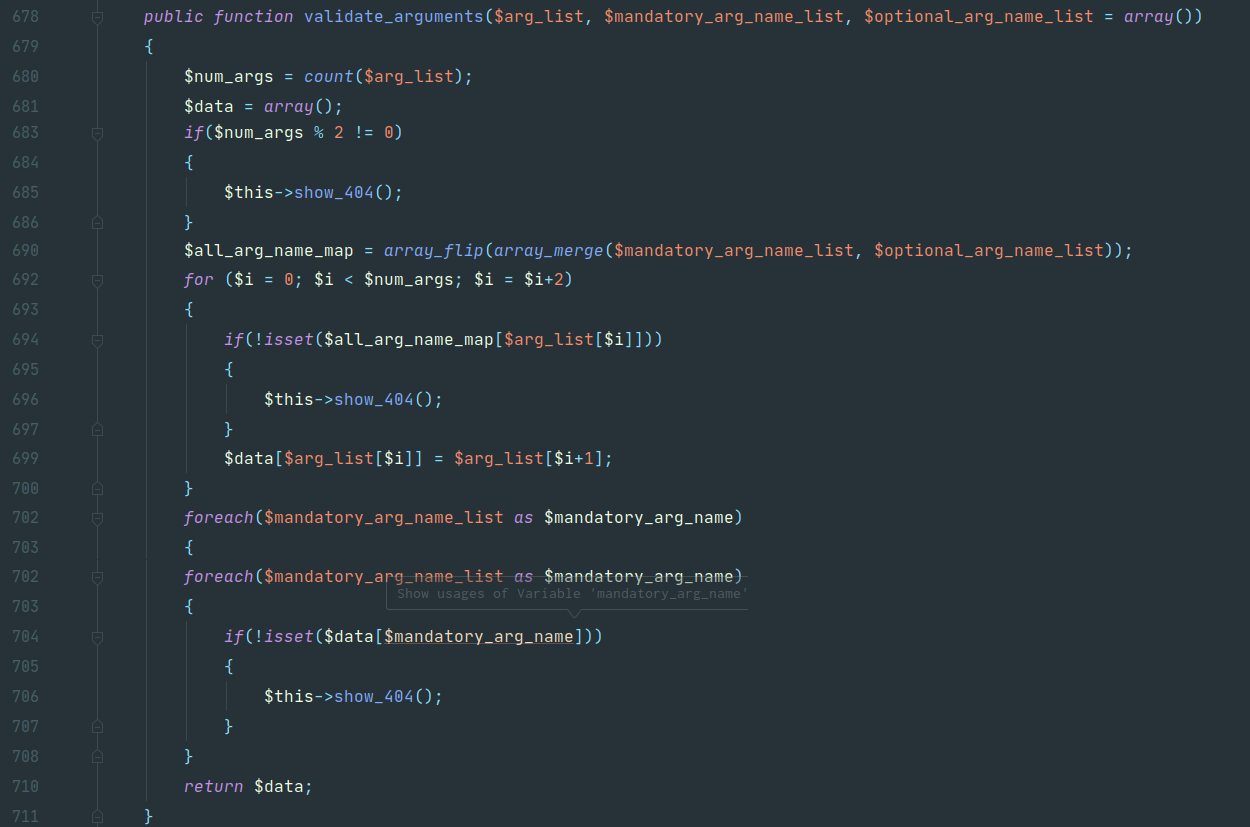 678 public function validate_arguments($arg_list, $mandatory_arg_name_list, $optional_arg_name_list = array())
679 {
680 $num_args = count($arg_list);
681 $data = array();
683 if($num_args % 2 != 0)
684 {
685 $this->show_404();
686 }
690 $all_arg_name_map = array_flip(array_merge($mandatory_arg_name_list, $optional_arg_name_list));
692 for ($i = 0; $i < $num_args; $i = $i+2)
693 {
694 if(!isset($all_arg_name_map[$arg_list[$i]]))
695 {
696 $this->show_404();
697 }
699 $data[$arg_list[$i]] = $arg_list[$i+1];
700 }
702 foreach($mandatory_arg_name_list as $mandatory_arg_name)
703 {
702 foreach($mandatory_arg_name_list as $mandatory_arg_name)
Show usages of Variable 'mandatory_arg_name'
703 {
704 if(!isset($data[$mandatory_arg_name]))
705 {
706 $this->show_404();
707 }
708 }
710 return $data;
711 }